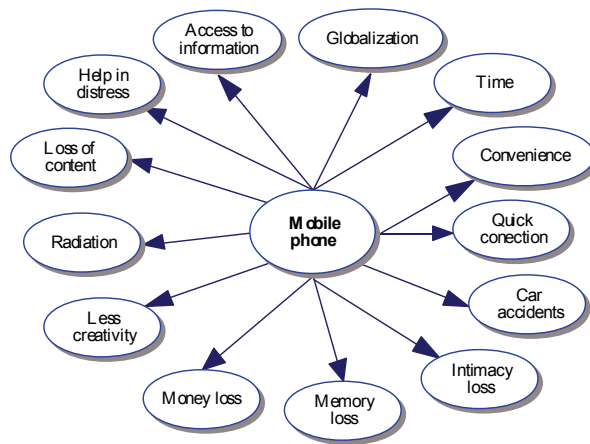 Access to
information
Globalization
Help in
distress
Time
Loss of
content
Convenience
Mobile
phone
Radiation
Quick
conection
Less
creativity
Car
accidents
Money loss
Memory
loss
Intimacy
loss